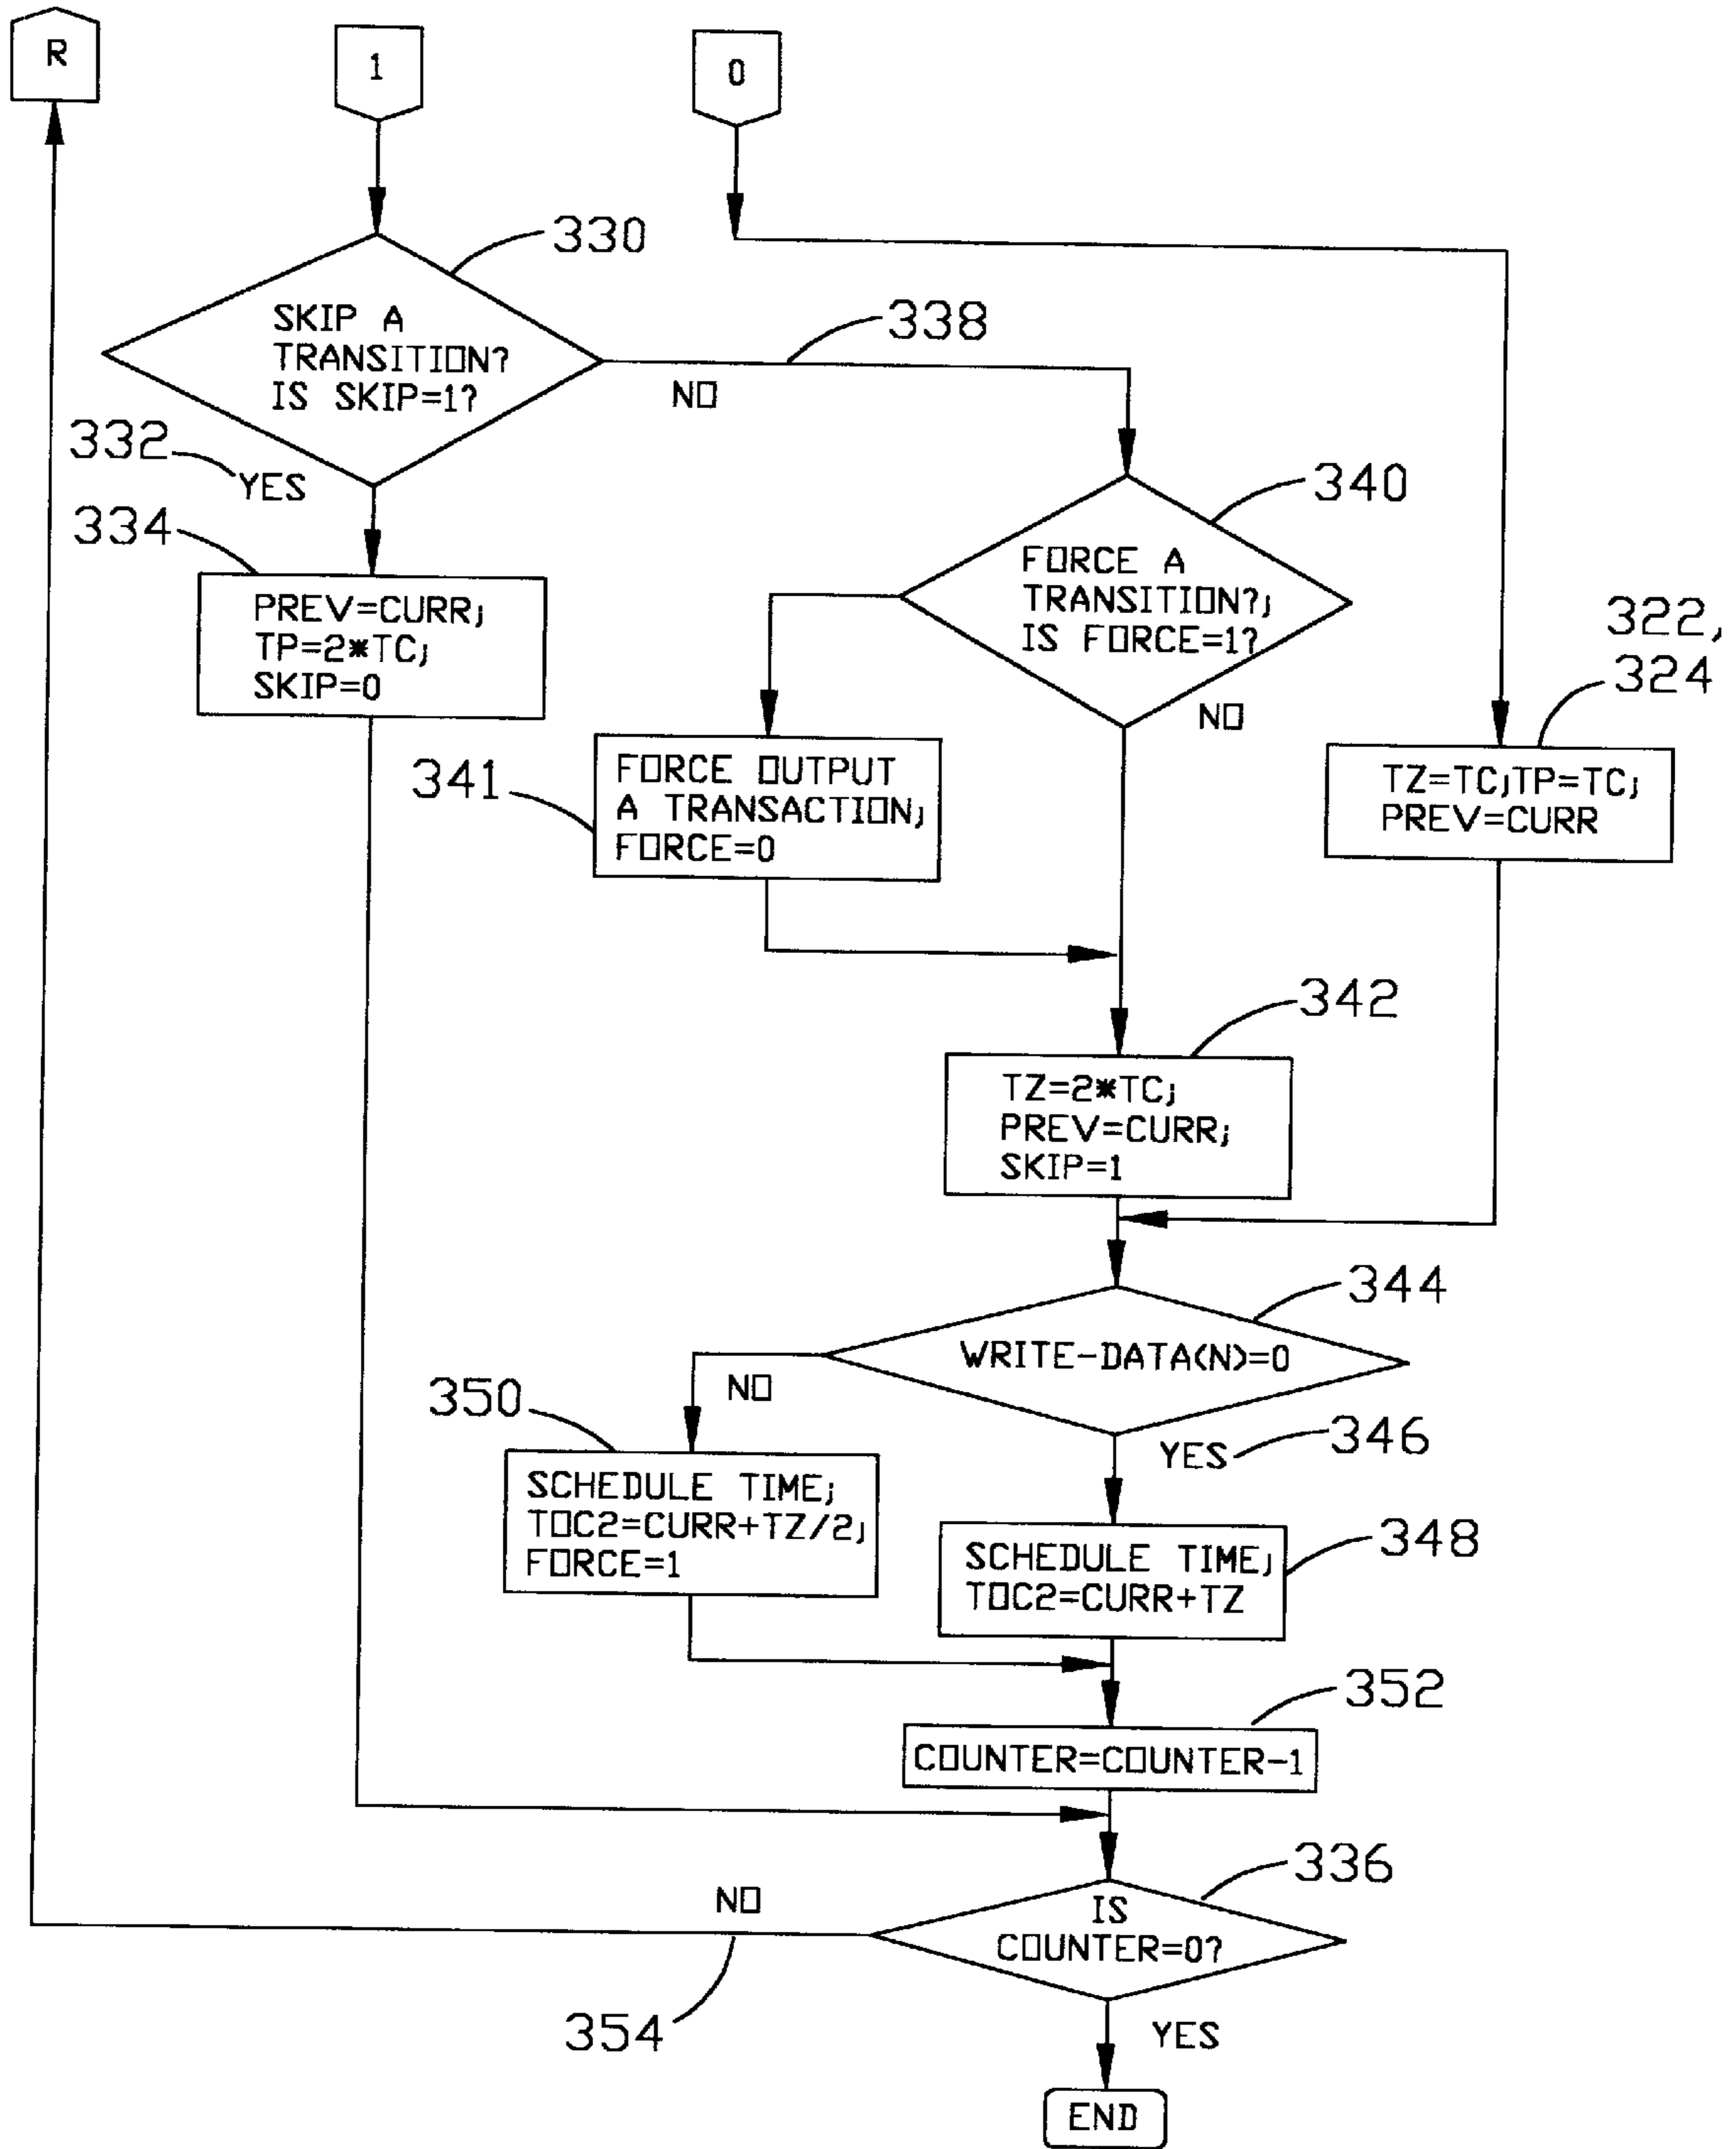 R
1
0
330
SKIP A
TRANSITION?
IS SKIP=1?
338
NO
332
YES
334
PREV=CURR;
TP=2*TC;
SKIP=0
340
FORCE A
TRANSITION?;
IS FORCE=1?
NO
322,
324
TZ=TC;TP=TC;
PREV=CURR
341
FORCE OUTPUT
A TRANSACTION;
FORCE=0
342
TZ=2*TC;
PREV=CURR;
SKIP=1
344
WRITE-DATA(N)=0
NO
350
SCHEDULE TIME;
TOC2=CURR+TZ/2;
FORCE=1
YES
346
SCHEDULE TIME;
TOC2=CURR+TZ
348
352
COUNTER=COUNTER-1
336
IS
COUNTER=0?
NO
354
YES
END